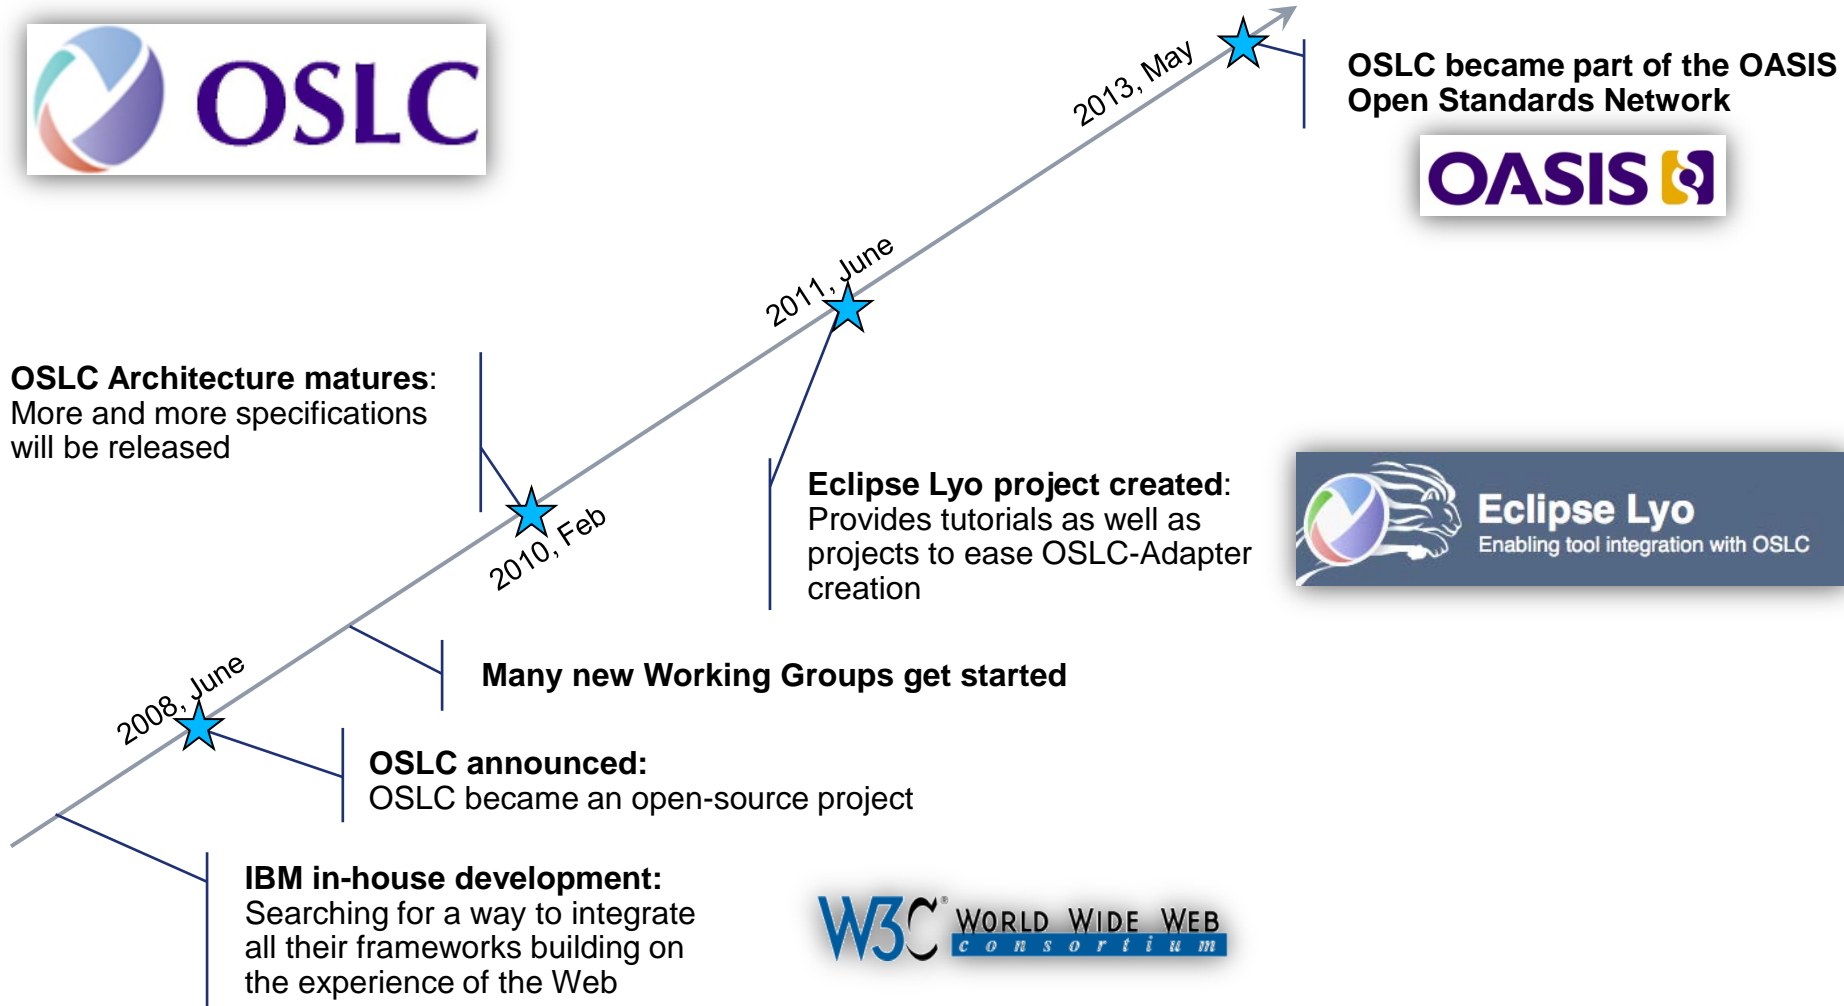 OSLC
2013, May
OSLC became part of the OASIS
Open Standards Network
OASIS
2011, June
OSLC Architecture matures:
More and more specifications
will be released
2010, Feb
Eclipse Lyo project created:
Provides tutorials as well as
projects to ease OSLC-Adapter
creation
Eclipse Lyo
Enabling tool integration with OSLC
Many new Working Groups get started
2008, June
OSLC announced:
OSLC became an open-source project
IBM in-house development:
Searching for a way to integrate
all their frameworks building on
the experience of the Web
W3C® WORLD WIDE WEB
consortium